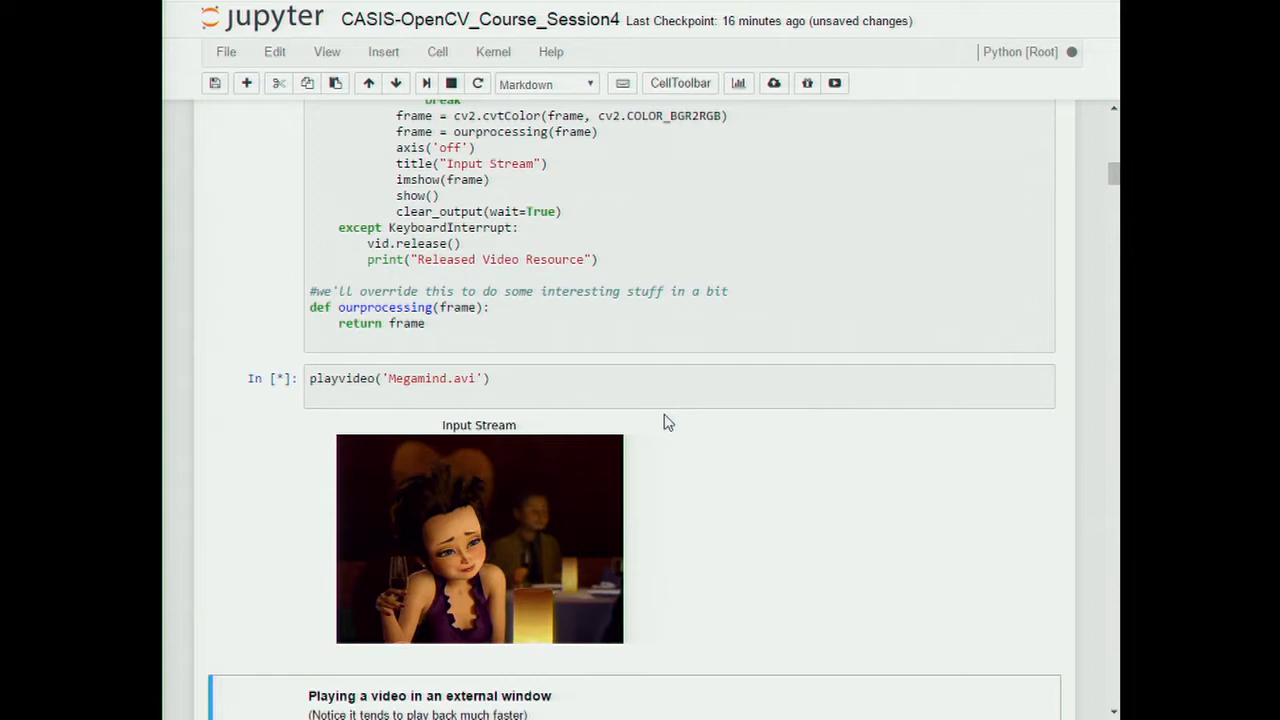 jupyter CASIS-OpenCV_Course_Session4 Last Checkpoint: 16 minutes ago (unsaved changes)
File Edit View Insert Cell Kernel Help Python [Root]
Markdown CellToolbar
break
frame = cv2.cvtColor(frame, cv2.COLOR_BGR2RGB)
frame = ourprocessing(frame)
axis('off')
title("Input Stream")
imshow(frame)
show()
clear_output(wait=True)
except KeyboardInterrupt:
vid.release()
print("Released Video Resource")
#we'll override this to do some interesting stuff in a bit
def ourprocessing(frame):
return frame
In [*]: playvideo('Megamind.avi')
Input Stream
Playing a video in an external window
(Notice it tends to play back much faster)